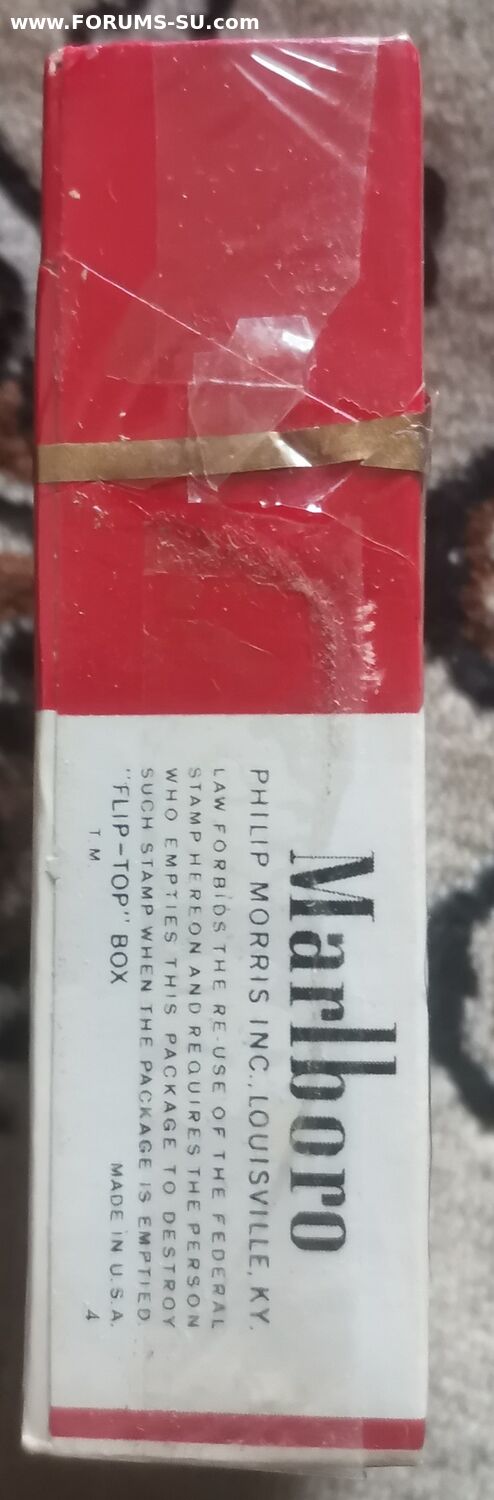 www.FORUMS-SU.com
Marlboro
PHILIP MORRIS INC., LOUISVILLE, KY.
LAW FORBIDS THE RE-USE OF THE FEDERAL
STAMP HEREON AND REQUIRES THE PERSON
WHO EMPTIES THIS PACKAGE TO DESTROY
SUCH STAMP WHEN THE PACKAGE IS EMPTIED
"FLIP-TOP" BOX MADE IN U.S.A.
T.M. 4